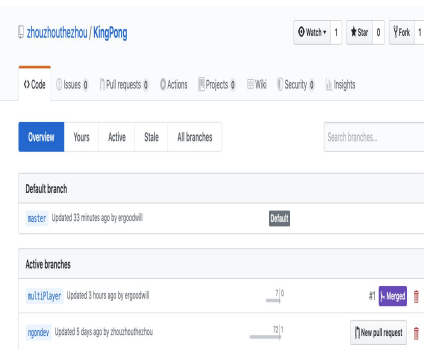 zhouzhouthezhou / KingPong
Watch 1 Star 0 Fork 1
Code Issues 0 Pull requests 0 Actions Projects 0 Wiki Security 0 Insights
Overview Yours Active Stale All branches Search branches...
Default branch
master Updated 33 minutes ago by ergoodwill Default
Active branches
multiPlayer Updated 3 hours ago by ergoodwill 7 0 #1 Merged
ngondev Updated 5 days ago by zhouzhouthezhou 72 1 New pull request